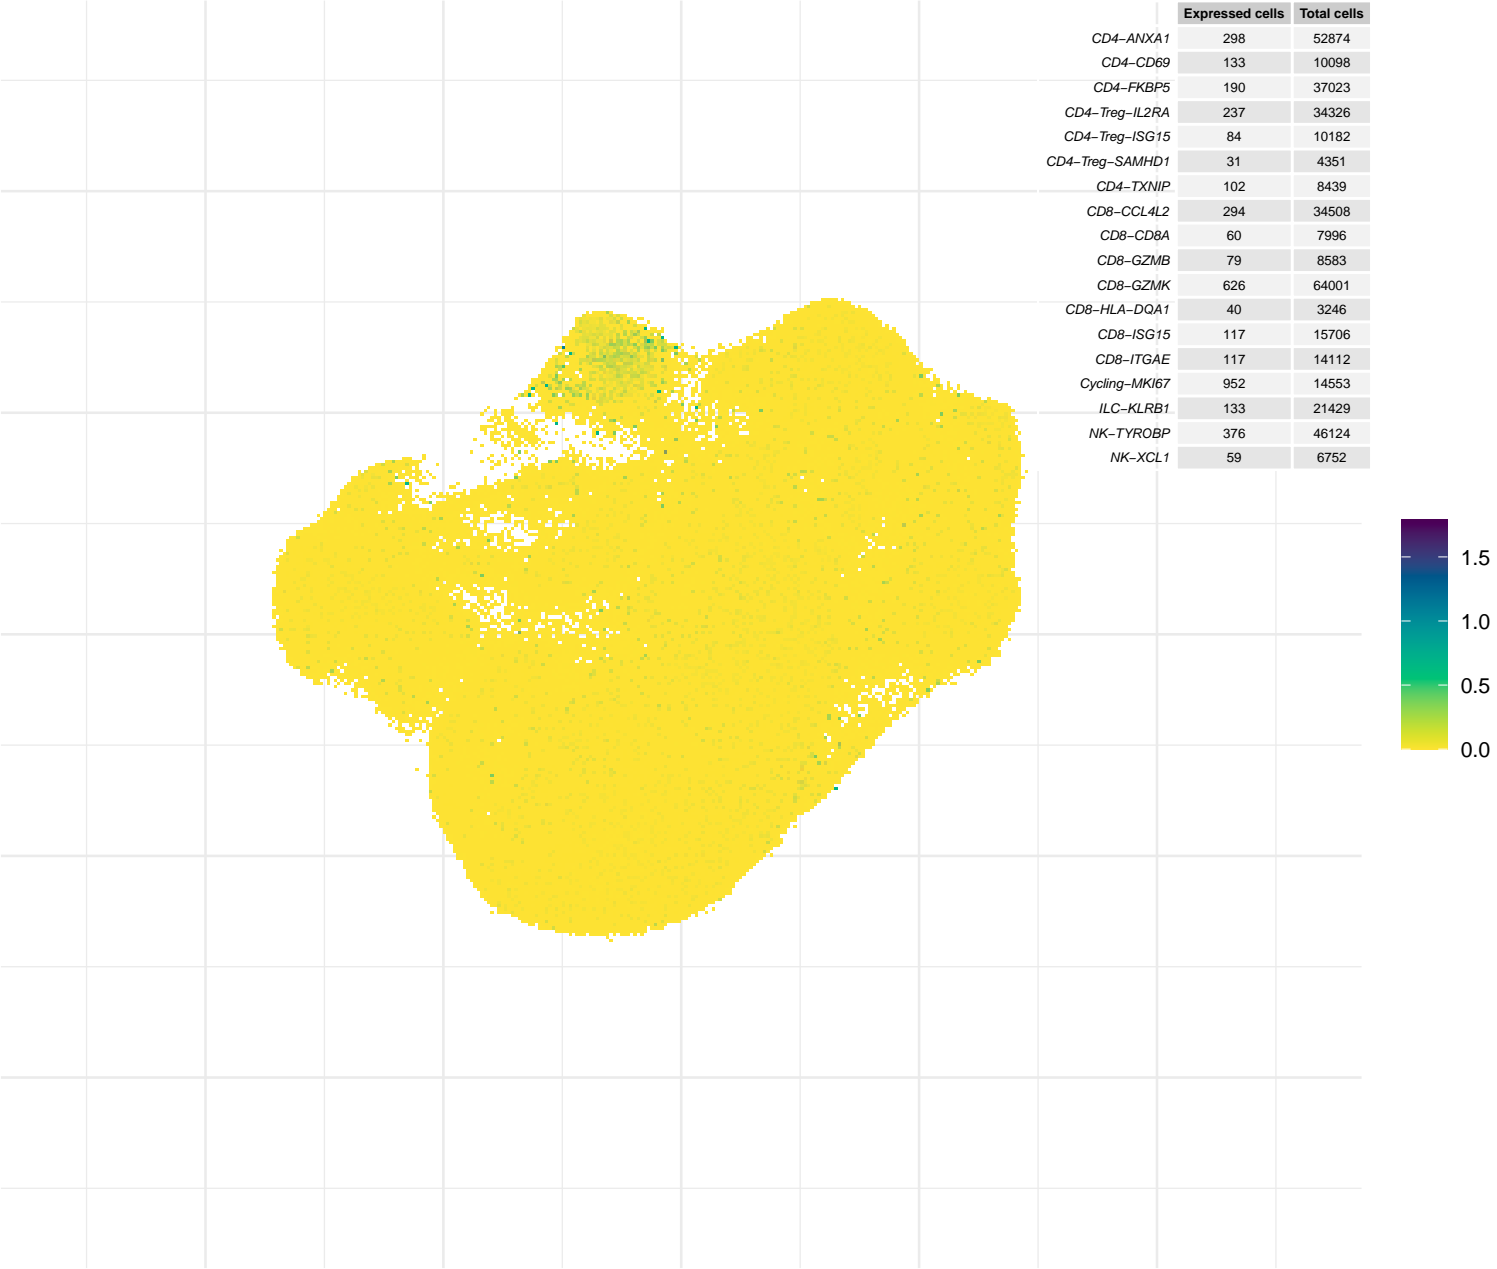 Expressed cells Total cells
CD4−ANXA1 298 52874
CD4−CD69 133 10098
CD4−FKBP5 190 37023
CD4−Treg−IL2RA 237 34326
CD4−Treg−ISG15 84 10182
CD4−Treg−SAMHD1 31 4351
CD4−TXNIP 102 8439
CD8−CCL4L2 294 34508
CD8−CD8A 60 7996
CD8−GZMB 79 8583
CD8−GZMK 626 64001
CD8−HLA−DQA1 40 3246
CD8−ISG15 117 15706
CD8−ITGAE 117 14112
Cycling−MKI67 952 14553
ILC−KLRB1 133 21429
NK−TYROBP 376 46124
NK−XCL1 59 6752
1.5
1.0
0.5
0.0